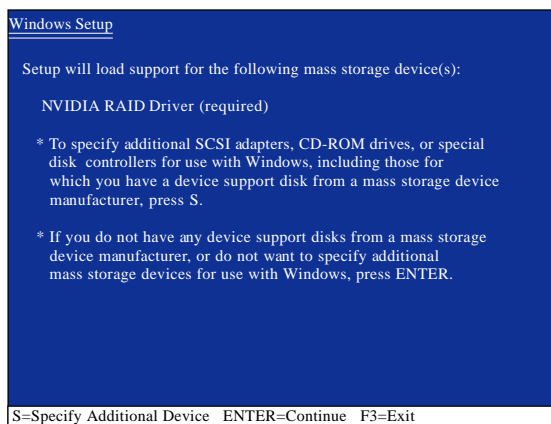 Windows Setup
Setup will load support for the following mass storage device(s):
NVIDIA RAID Driver (required)
* To specify additional SCSI adapters, CD-ROM drives, or special
disk controllers for use with Windows, including those for
which you have a device support disk from a mass storage device
manufacturer, press S.
* If you do not have any device support disks from a mass storage
device manufacturer, or do not want to specify additional
mass storage devices for use with Windows, press ENTER.
S=Specify Additional Device ENTER=Continue F3=Exit